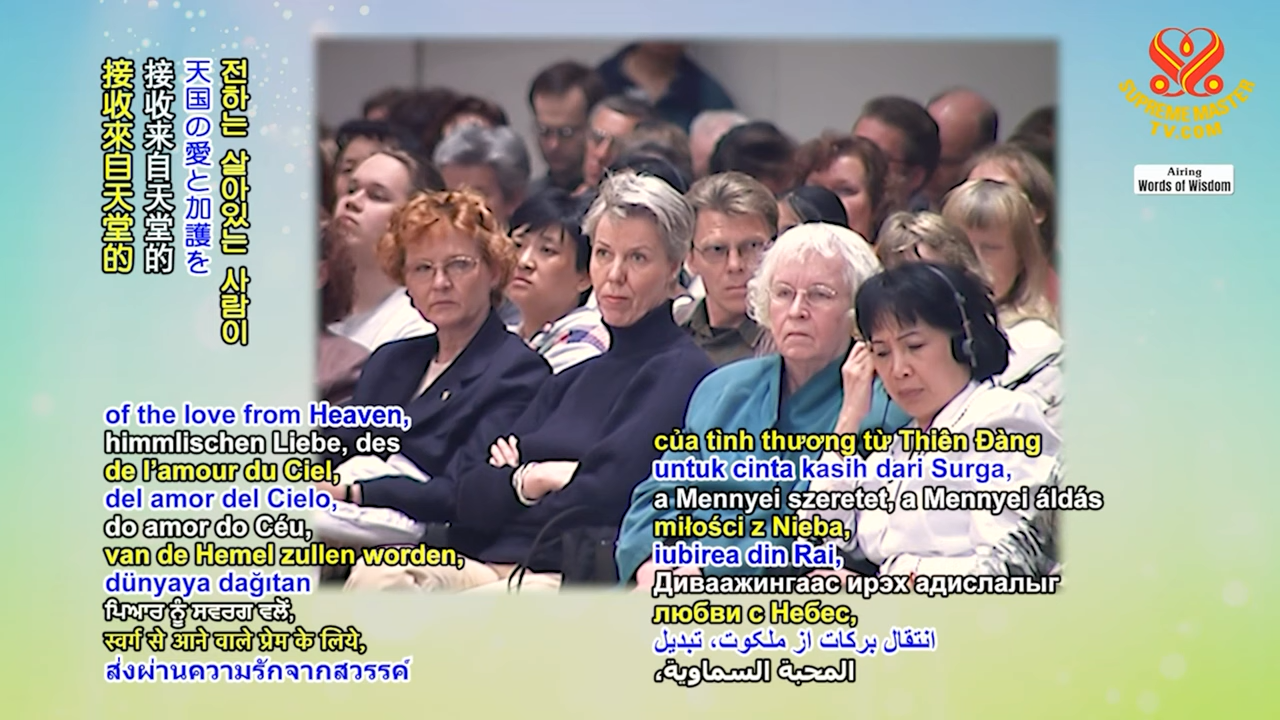 전하는 살아있는 사람이
天国の愛と加護を
接收来自天堂的
接收來自天堂的
SUPREME MASTER
TV.COM
Airing
Words of Wisdom
of the love from Heaven,
himmlischen Liebe, des
de l'amour du Ciel,
del amor del Cielo,
do amor do Céu,
van de Hemel zullen worden,
dünyaya dağıtan
ਪਿਆਰ ਨੂੰ ਸਵਰਗ ਵਲੋਂ,
स्वर्ग से आने वाले प्रेम के लिये,
ส่งผ่านความรักจากสวรรค์
của tình thương từ Thiên Đàng
untuk cinta kasih dari Surga,
a Mennyei szeretet, a Mennyei áldás
miłości z Nieba,
iubirea din Rai,
Диваажингаас ирэх адислалыг
любви с Небес,
انتقال بركات از ملكوت، تبديل
المحبة السماوية،